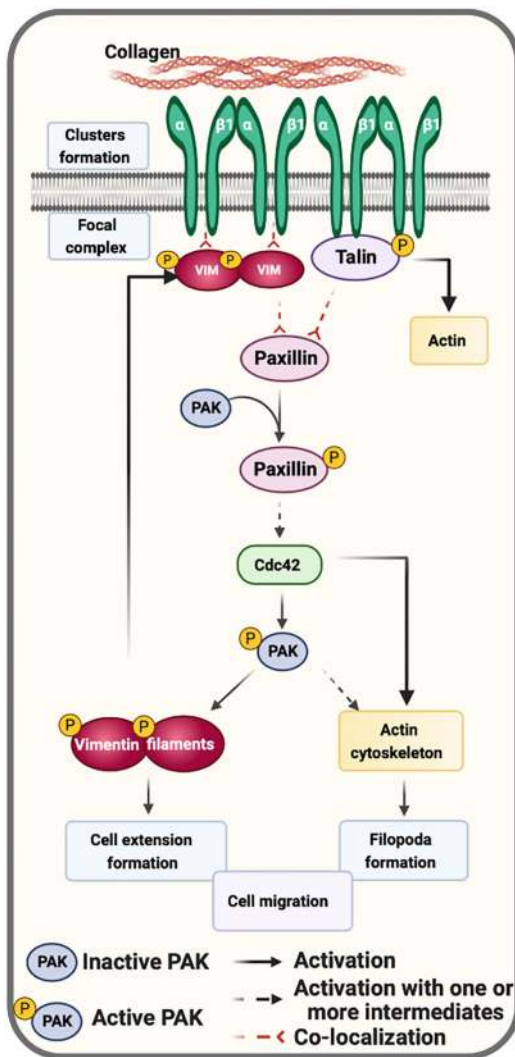 Collagen
α β1 α β1 α β1 α β1
Clusters
formation
Focal
complex
P P P
VIM VIM Talin
Actin
Paxillin
PAK
P
Paxillin
Cdc42
P
PAK
P P
Vimentin filaments
Actin
cytoskeleton
Cell extension
formation
Filopoda
formation
Cell migration
PAK Inactive PAK
Activation
P
PAK Active PAK
Activation with one or
more intermediates
Co-localization